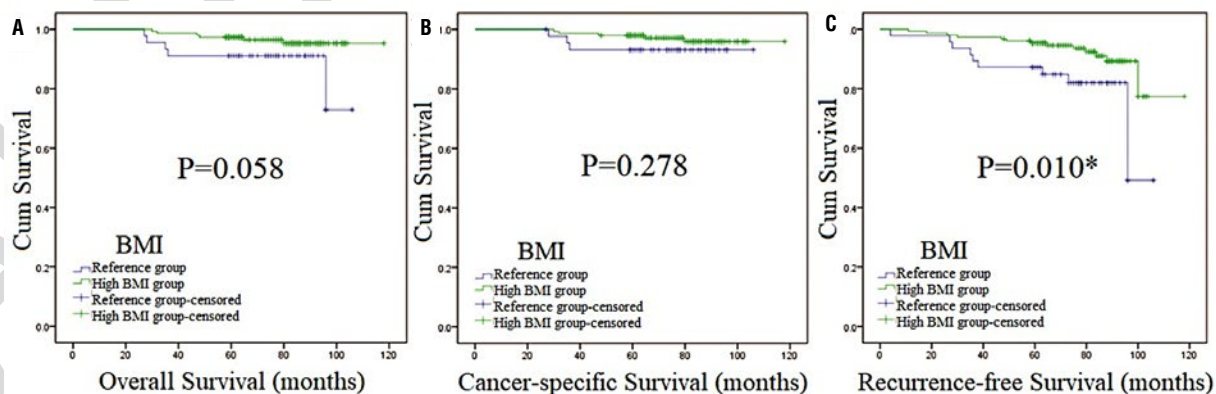 A
Cum Survival
1.0
0.8
0.6
0.4
0.2
0.0
P=0.058
BMI
Reference group
High BMI group
Reference group-censored
High BMI group-censored
0 20 40 60 80 100 120
Overall Survival (months)
B
Cum Survival
1.0
0.8
0.6
0.4
0.2
0.0
P=0.278
BMI
Reference group
High BMI group
Reference group-censored
High BMI group-censored
0 20 40 60 80 100 120
Cancer-specific Survival (months)
C
Cum Survival
1.0
0.8
0.6
0.4
0.2
0.0
P=0.010*
BMI
Reference group
High BMI group
Reference group-censored
High BMI group-censored
0 20 40 60 80 100 120
Recurrence-free Survival (months)